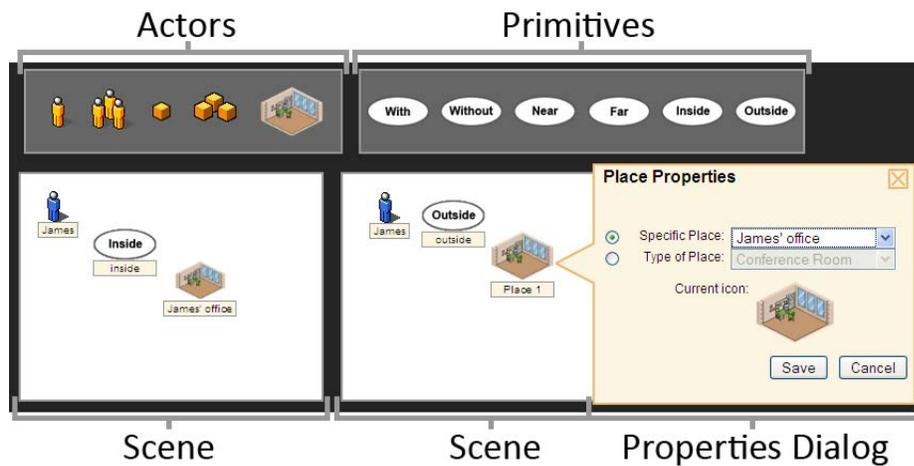 Actors
Primitives
With Without Near Far Inside Outside
James
Inside
inside
James' office
James
Outside
outside
Place 1
Place Properties
Specific Place: James' office
Type of Place: Conference Room
Current icon:
Save Cancel
Scene
Scene
Properties Dialog